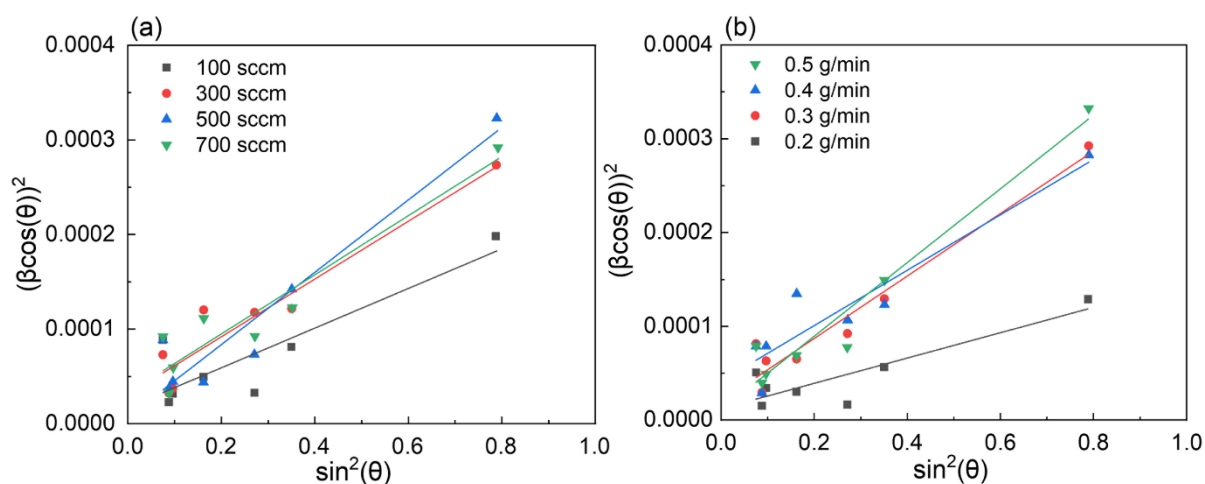 (a)
((βcos(θ))²
0.0004
0.0003
0.0002
0.0001
0.0000
100 sccm
300 sccm
500 sccm
700 sccm
0.0 0.2 0.4 0.6 0.8 1.0
sin²(θ)
(b)
((βcos(θ))²
0.0004
0.0003
0.0002
0.0001
0.0000
0.5 g/min
0.4 g/min
0.3 g/min
0.2 g/min
0.0 0.2 0.4 0.6 0.8 1.0
sin²(θ)